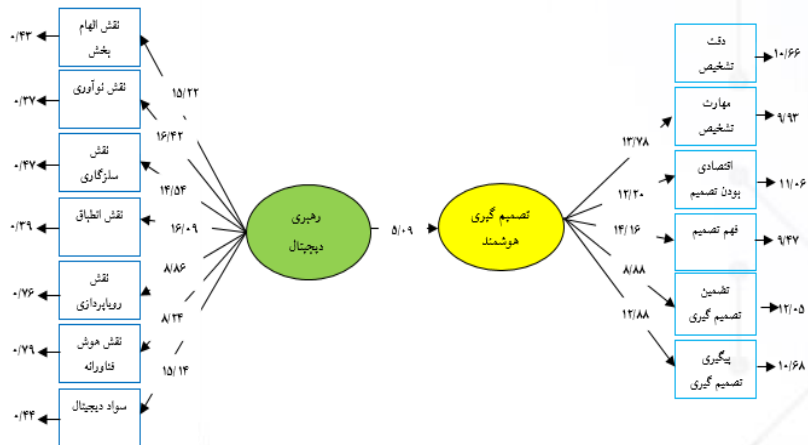 نقش الهام
بخش
۰/۴۳
۱۵/۲۲
نقش نوآوری
۰/۳۷
۱۶/۴۲
نقش
سازگاری
۰/۴۷
۱۴/۵۴
نقش انطباق
۰/۳۹
۱۶/۰۹
نقش
رویاپردازی
۰/۷۶
۸/۸۶
نقش هوش
فناورانه
۰/۷۹
۸/۲۴
سواد دیجیتال
۰/۴۴
۱۵/۱۴
رهبری
دیجیتال
۵/۰۹
تصمیم گیری
هوشمند
دقت
تشخیص
۱۰/۶۶
مهارت
تشخیص
۹/۹۳
۱۳/۷۸
اقتصادی
بودن تصمیم
۱۱/۰۶
۱۲/۲۰
فهم تصمیم
۹/۴۷
۱۴/۱۶
تضمین
تصمیم گیری
۱۲/۰۵
۸/۸۸
پیگیری
تصمیم گیری
۱۰/۶۸
۱۲/۸۸